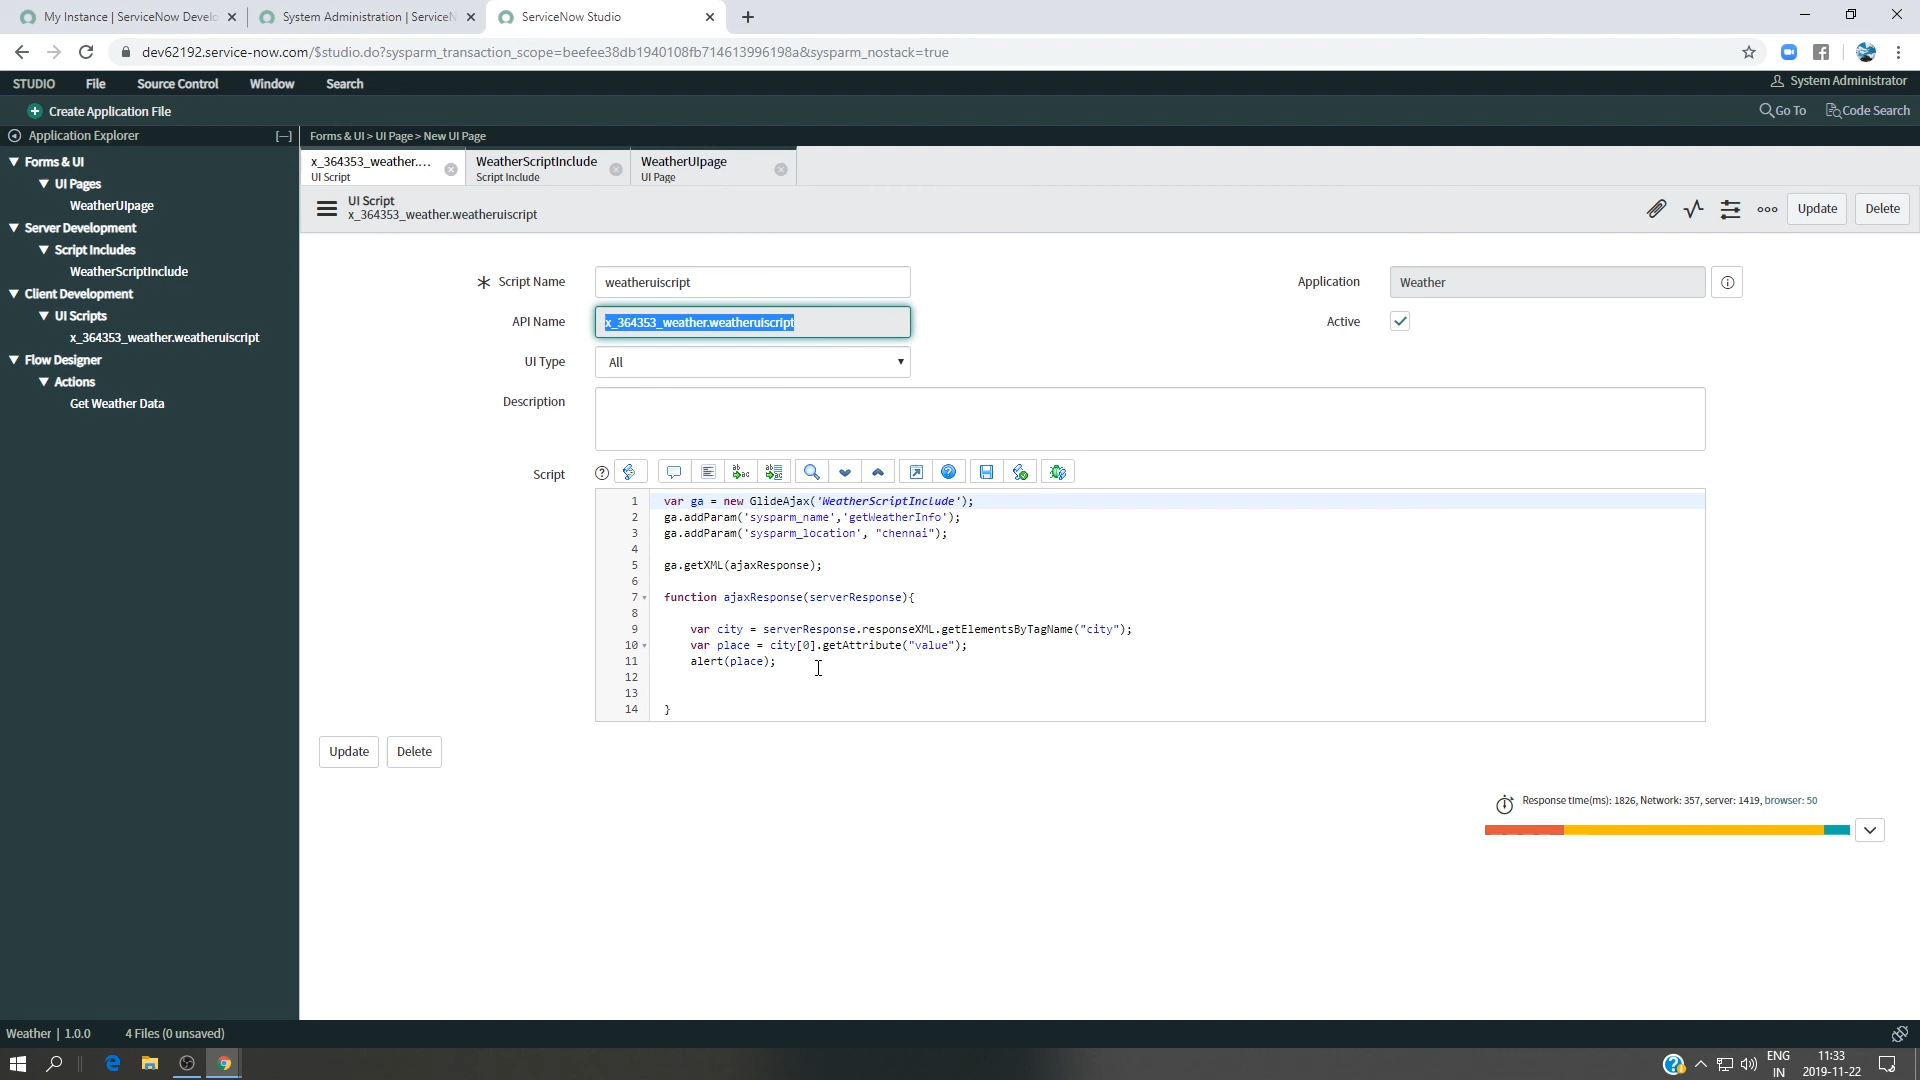 My Instance | ServiceNow Develo
System Administration | ServiceN
ServiceNow Studio
dev62192.service-now.com/$studio.do?sysparm_transaction_scope=beefee38db1940108fb714613996198a&sysparm_nostack=true
STUDIO File Source Control Window Search
System Administrator
Create Application File
Go To Code Search
Application Explorer
Forms & UI > UI Page > New UI Page
Forms & UI
UI Pages
WeatherUIpage
Server Development
Script Includes
WeatherScriptInclude
Client Development
UI Scripts
x_364353_weather.weatheruiscript
Flow Designer
Actions
Get Weather Data
x_364353_weather....
UI Script
WeatherScriptInclude
Script Include
WeatherUIpage
UI Page
UI Script
x_364353_weather.weatheruiscript
Update Delete
Script Name weatheruiscript
Application Weather
API Name x_364353_weather.weatheruiscript
Active
UI Type All
Description
Script
1 var ga = new GlideAjax('WeatherScriptInclude');
2 ga.addParam('sysparm_name','getWeatherInfo');
3 ga.addParam('sysparm_location', "chennai");
4
5 ga.getXML(ajaxResponse);
6
7 function ajaxResponse(serverResponse){
8
9 var city = serverResponse.responseXML.getElementsByTagName("city");
10 var place = city[0].getAttribute("value");
11 alert(place);
12
13
14 }
Update Delete
Response time(ms): 1826, Network: 357, server: 1419, browser: 50
Weather | 1.0.0 4 Files (0 unsaved)
ENG
IN
11:33
2019-11-22